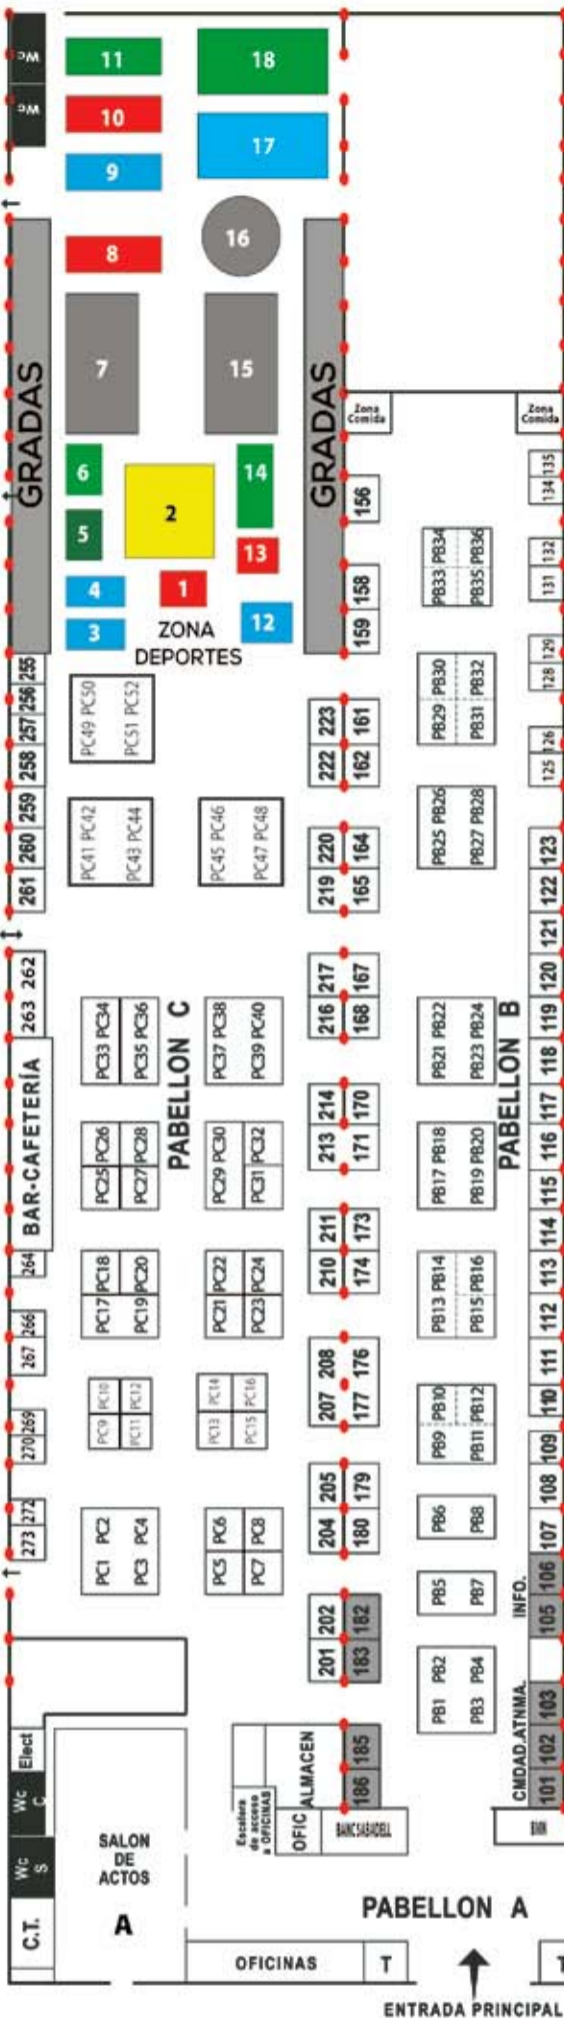 Wc
Wc
11
18
10
17
9
16
8
7
15
GRADAS
GRADAS
Zona
Comida
Zona
Comida
6
14
2
5
13
4
1
3
12
ZONA
DEPORTES
156
158
159
134 135
131 132
128 129
125 126
PB33 PB34
PB35 PB36
PB29 PB30
PB31 PB32
PB25 PB26
PB27 PB28
255
256
257
258
259
260
261
PC49 PC50
PC51 PC52
PC41 PC42
PC43 PC44
PC45 PC46
PC47 PC48
223 161
222 162
220 164
219 165
217 167
216 168
214 170
213 171
211 173
210 174
208 176
207 177
205 179
204 180
202 182
201 183
185
186
262
263
BAR-CAFETERÍA
264
266
267
269
270
272
273
PABELLON C
PC33 PC34
PC35 PC36
PC37 PC38
PC39 PC40
PC25 PC26
PC27 PC28
PC29 PC30
PC31 PC32
PC17 PC18
PC19 PC20
PC21 PC22
PC23 PC24
PC9 PC10
PC11 PC12
PC13 PC14
PC15 PC16
PC1 PC2
PC3 PC4
PC5 PC6
PC7 PC8
PABELLON B
PB21 PB22
PB23 PB24
PB17 PB18
PB19 PB20
PB13 PB14
PB15 PB16
PB9 PB10
PB11 PB12
PB6
PB8
PB5
PB7
PB1 PB2
PB3 PB4
123
122
121
120
119
118
117
116
115
114
113
112
111
110
109
108
107
106
105
103
102
101
INFO.
CMDAD.ATNMA.
Elect
Wc
C
Wc
S
C.T.
SALON
DE
ACTOS
A
Escalera
de acceso
a OFICINAS
ALMACEN
OFIC
BANCSABADELL
BMN
PABELLON A
OFICINAS
T
T
ENTRADA PRINCIPAL